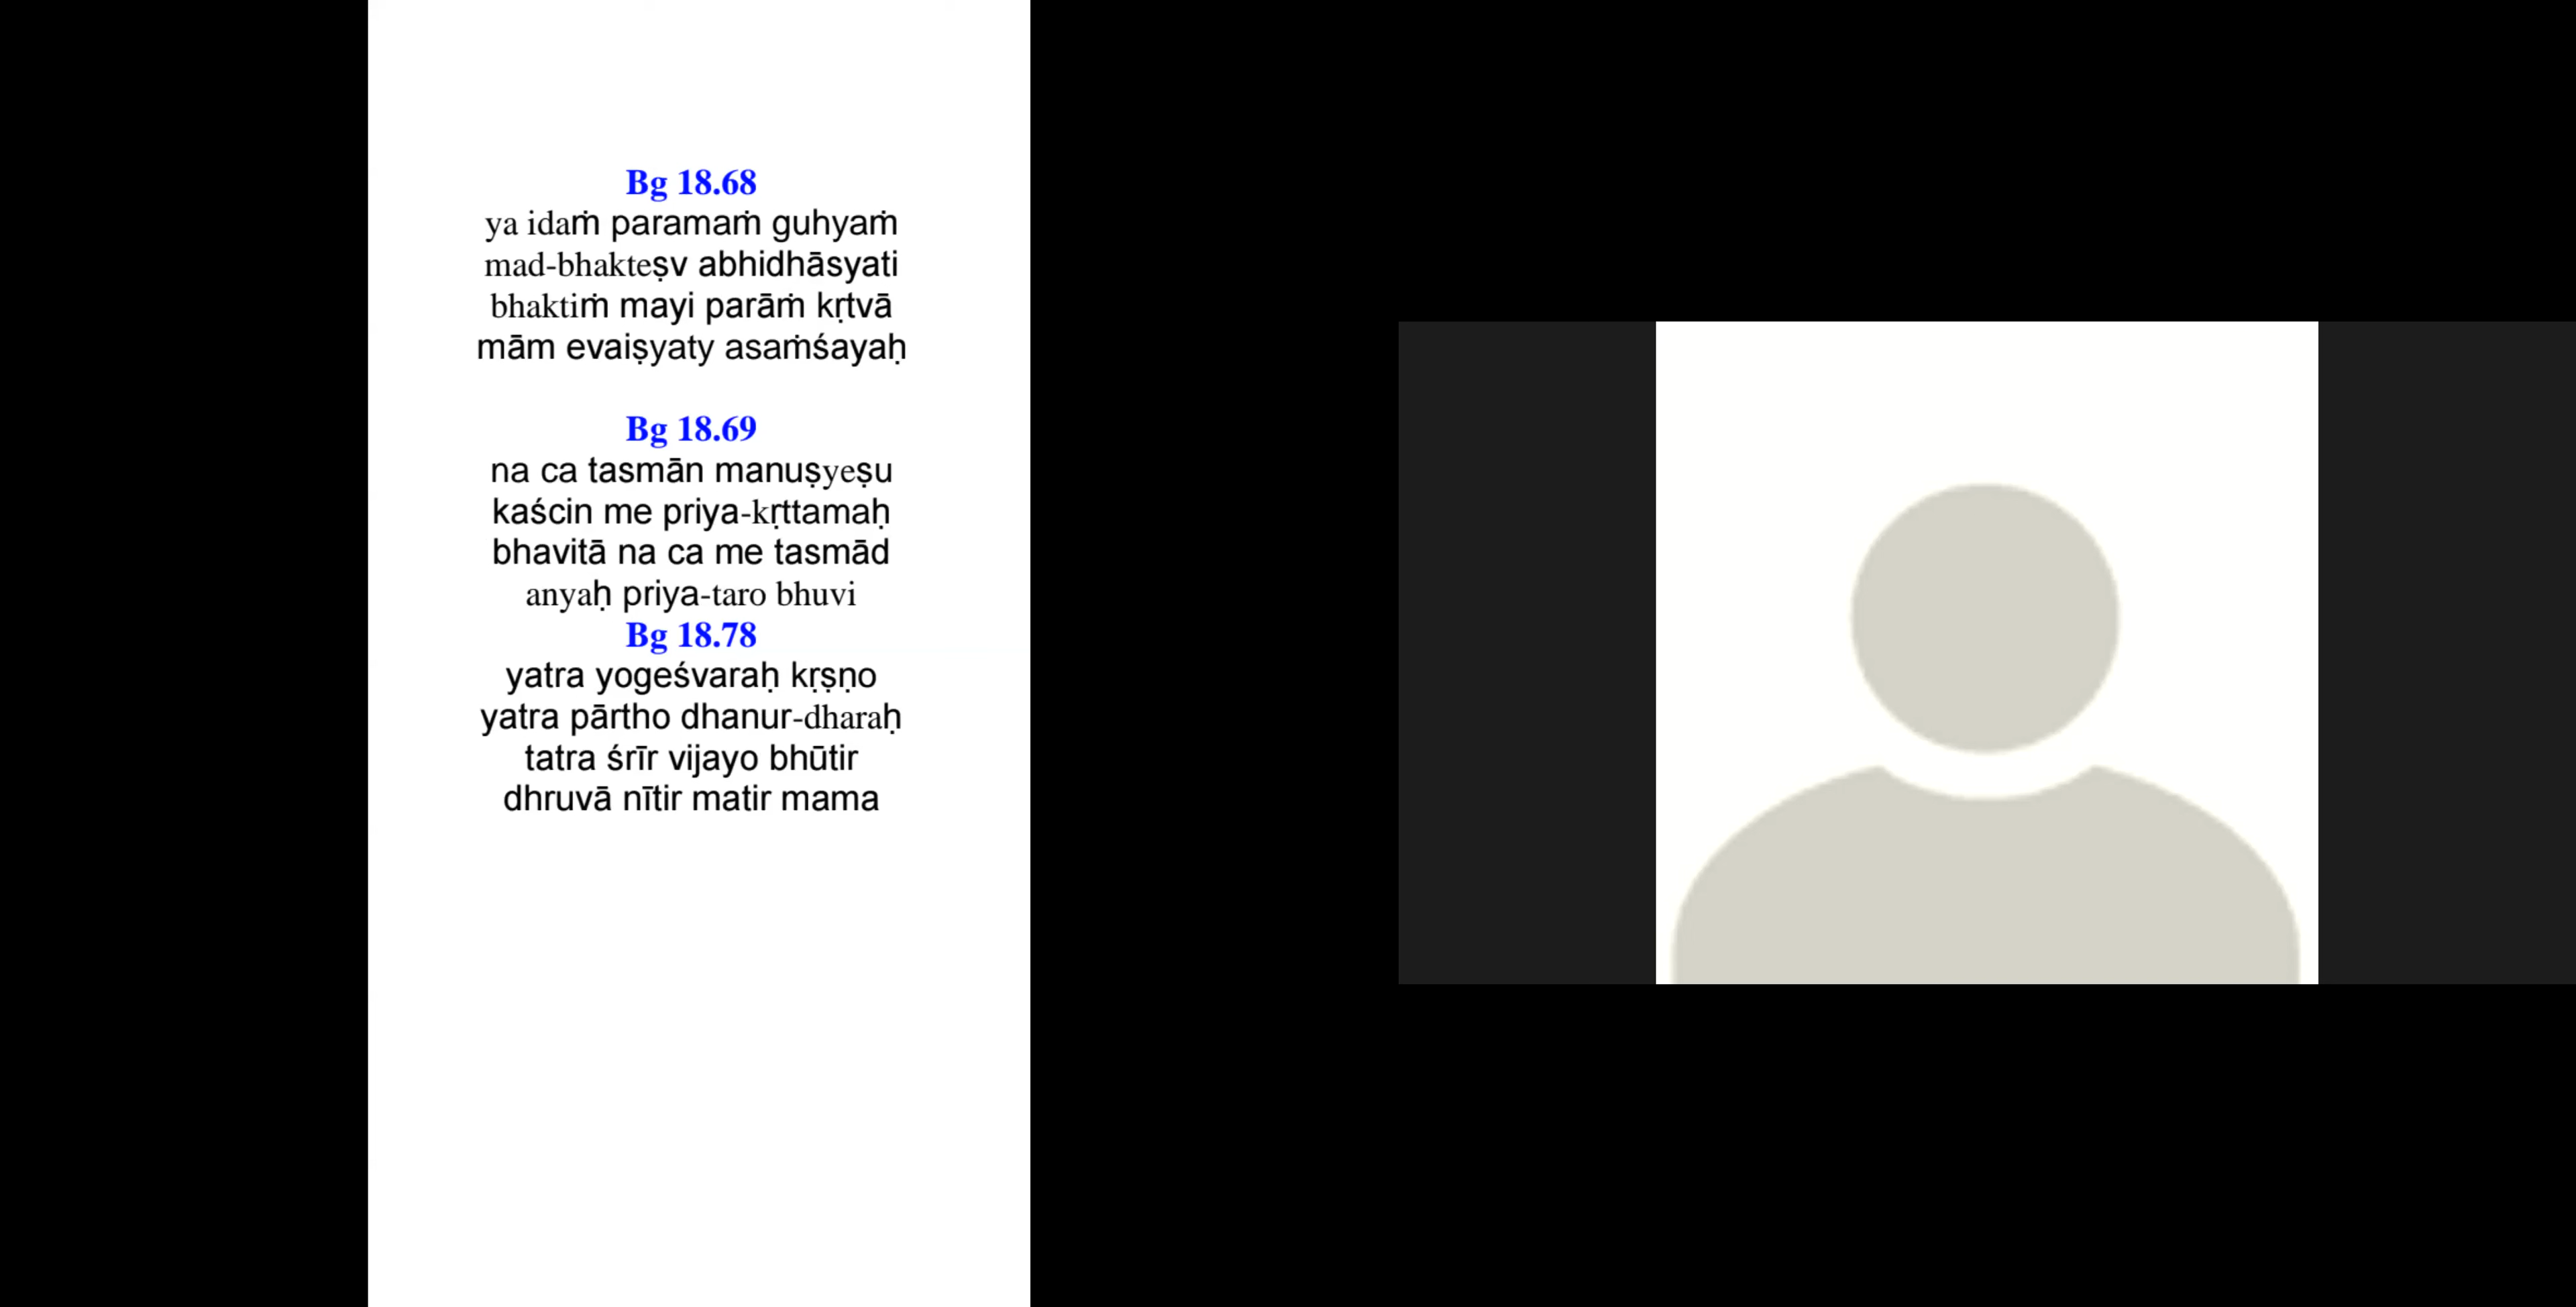 Bg 18.68
ya idaṁ paramaṁ guhyaṁ
mad-bhakteṣv abhidhāsyati
bhaktiṁ mayi parāṁ kṛtvā
mām evaiṣyaty asaṁśayaḥ
Bg 18.69
na ca tasmān manuṣyeṣu
kaścin me priya-kṛttamaḥ
bhavitā na ca me tasmād
anyaḥ priya-taro bhuvi
Bg 18.78
yatra yogeśvaraḥ kṛṣṇo
yatra pārtho dhanur-dharaḥ
tatra śrīr vijayo bhūtir
dhruvā nītir matir mama